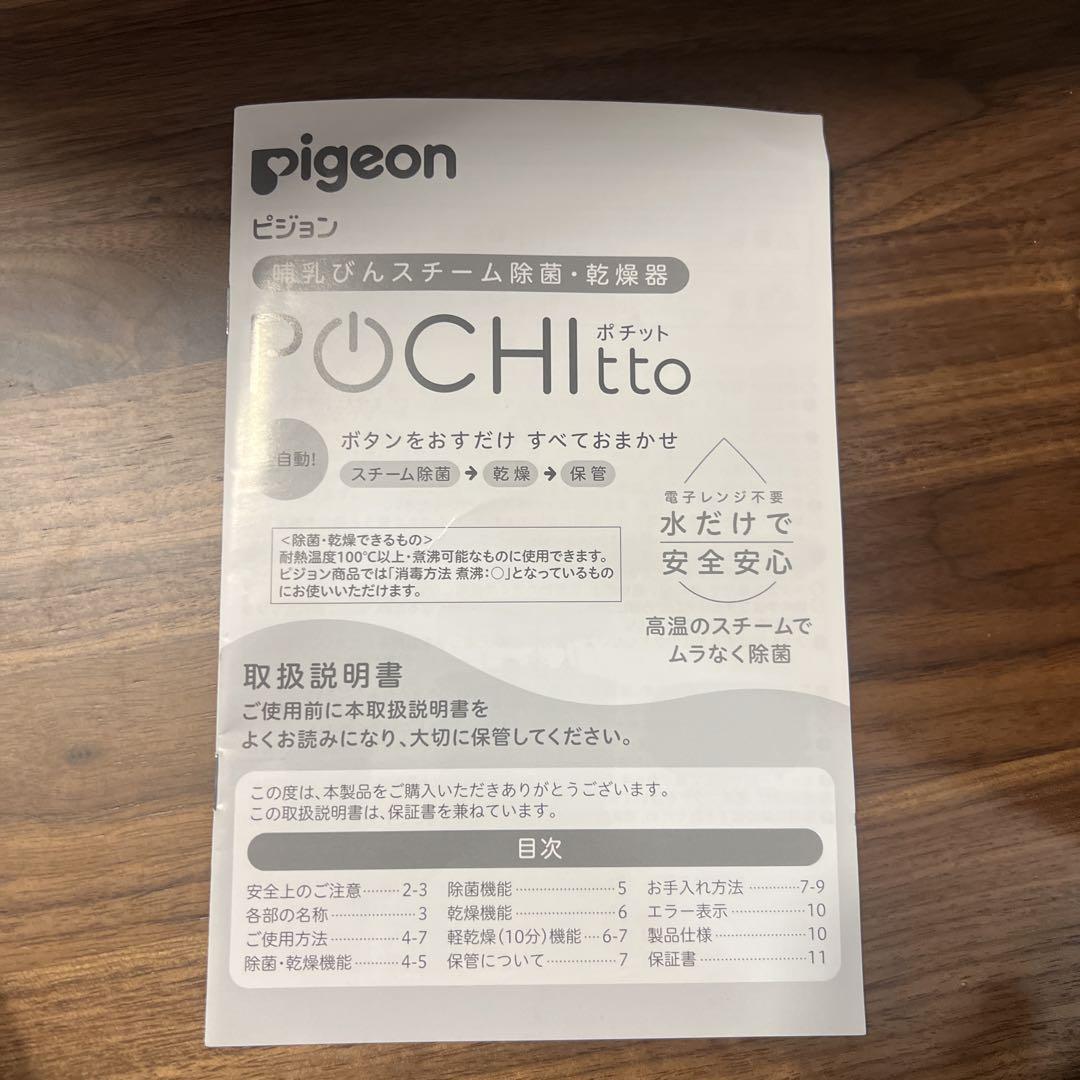 pigeon
ピジョン
哺乳びんスチーム除菌・乾燥器
POCHItto
ポチット
自動!
ボタンをおすだけ すべておまかせ
スチーム除菌→乾燥→保管
電子レンジ不要
水だけで
安全安心
高温のスチームで
ムラなく除菌
<除菌・乾燥できるもの>
耐熱温度100℃以上・煮沸可能なものに使用できます。
ピジョン商品では「消毒方法 煮沸:○」となっているもの
にお使いいただけます。
取扱説明書
ご使用前に本取扱説明書を
よくお読みになり、大切に保管してください。
この度は、本製品をご購入いただきありがとうございます。
この取扱説明書は、保証書を兼ねています。
目次
安全上のご注意………2-3
各部の名称………………3
ご使用方法……………4-7
除菌・乾燥機能………4-5
除菌機能……………………5
乾燥機能……………………6
軽乾燥(10分)機能…6-7
保管について………………7
お手入れ方法…………7-9
エラー表示………………10
製品仕様…………………10
保証書……………………11